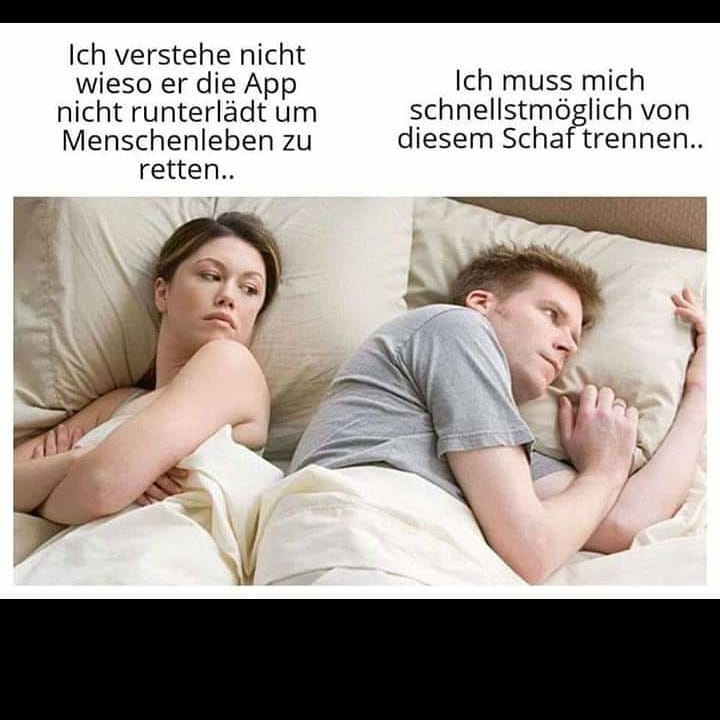 Ich verstehe nicht
wieso er die App
nicht runterlädt um
Menschenleben zu
retten..
Ich muss mich
schnellstmöglich von
diesem Schaf trennen..